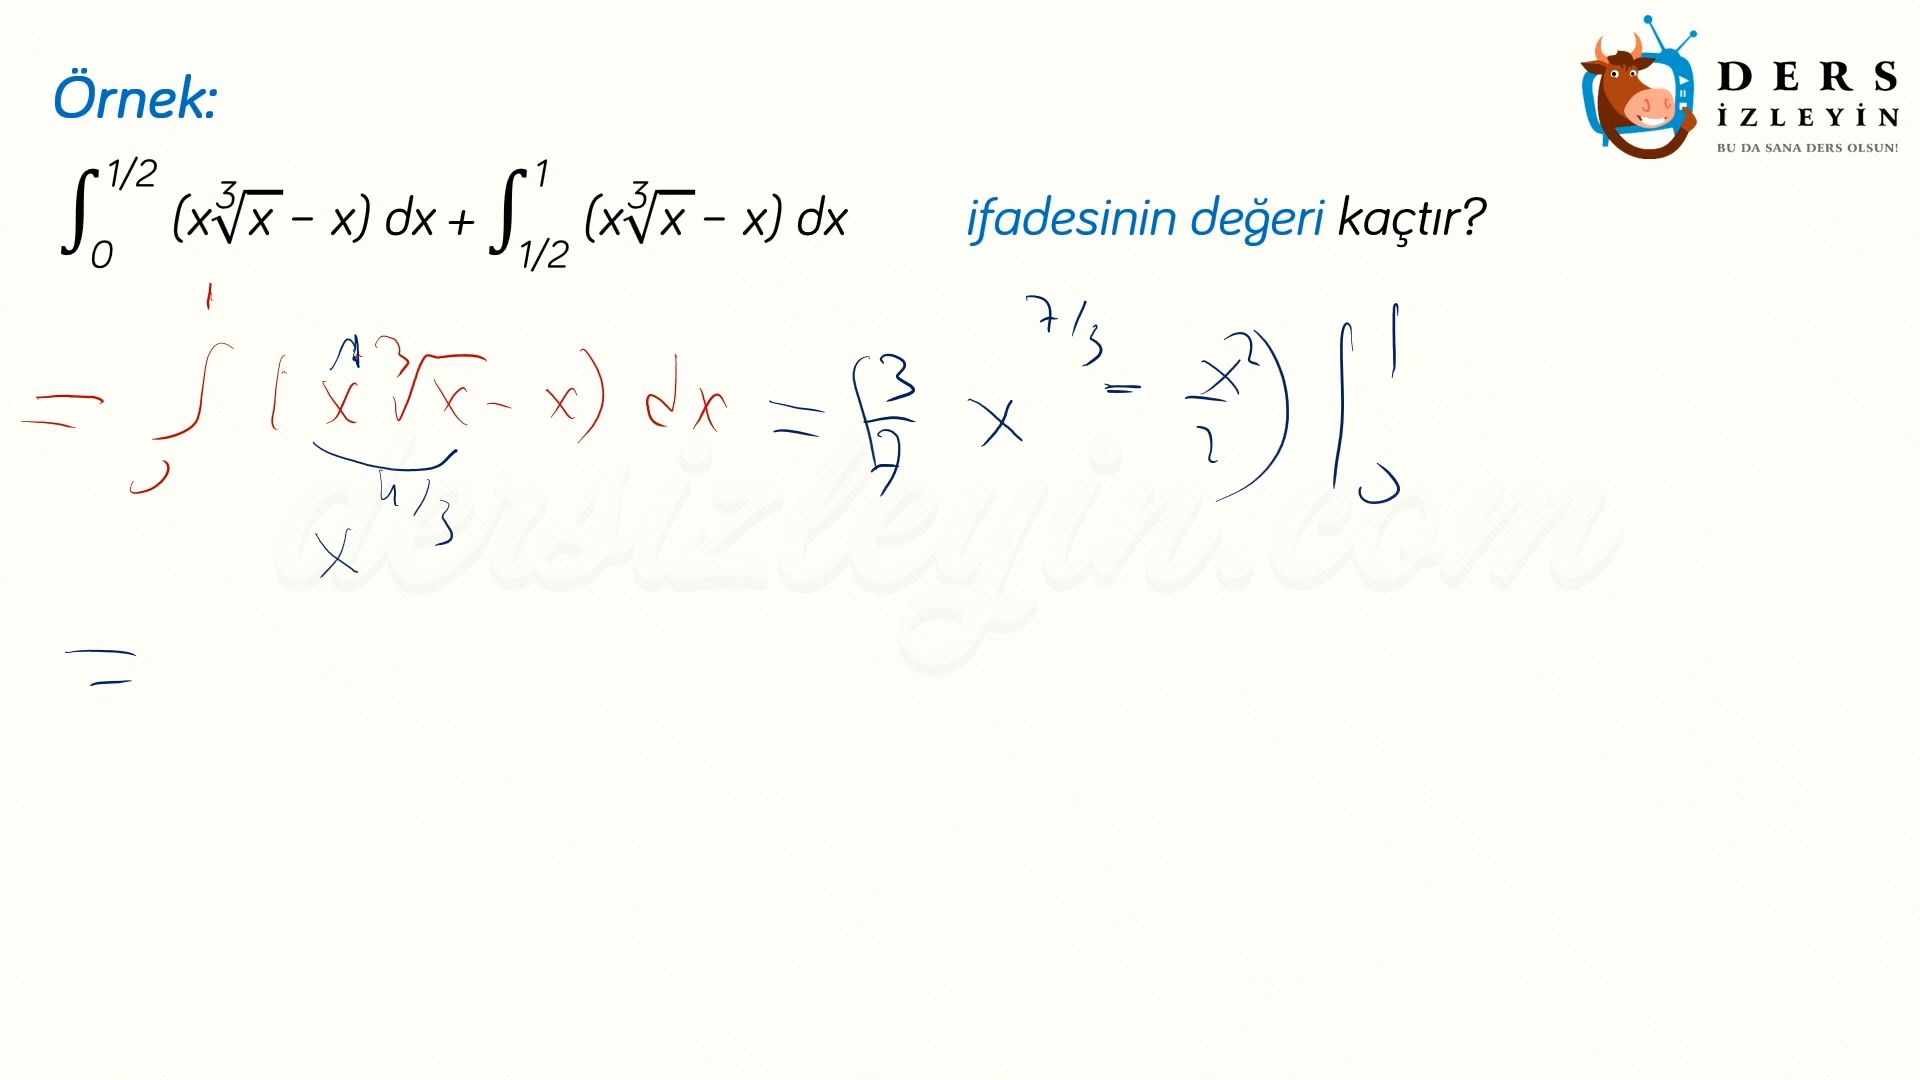 DERS
İZLEYİN
BU DA SANA DERS OLSUN!
Örnek:
∫₀^{1/2} (x∛x − x) dx + ∫_{1/2}^{1} (x∛x − x) dx ifadesinin değeri kaçtır?
= ∫₀¹ (x¹∛x − x) dx = (3/7 x^{7/3} − x²/2) |₀¹
x^{4/3}
=
dersizleyin.com